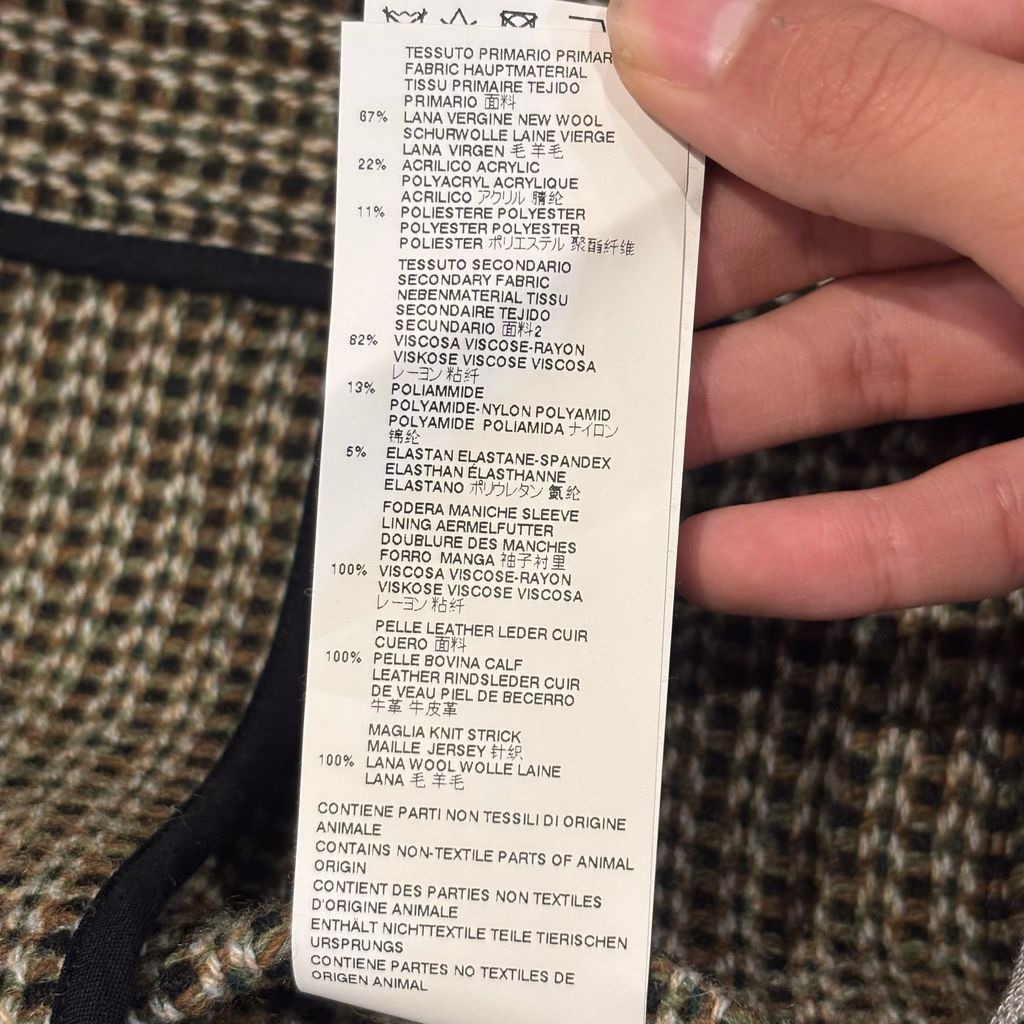 TESSUTO PRIMARIO PRIMAR
FABRIC HAUPTMATERIAL
TISSU PRIMAIRE TEJIDO
PRIMARIO 面料
67% LANA VERGINE NEW WOOL
SCHURWOLLE LAINE VIERGE
LANA VIRGEN 毛 羊毛
22% ACRILICO ACRYLIC
POLYACRYL ACRYLIQUE
ACRILICO アクリル 腈纶
11% POLIESTERE POLYESTER
POLYESTER POLYESTER
POLIESTER ポリエステル 聚酯纤维
TESSUTO SECONDARIO
SECONDARY FABRIC
NEBENMATERIAL TISSU
SECONDAIRE TEJIDO
SECUNDARIO 面料2
82% VISCOSA VISCOSE-RAYON
VISKOSE VISCOSE VISCOSA
レーヨン 粘纤
13% POLIAMMIDE
POLYAMIDE-NYLON POLYAMID
POLYAMIDE POLIAMIDA ナイロン
锦纶
5% ELASTAN ELASTANE-SPANDEX
ELASTHAN ÉLASTHANNE
ELASTANO ポリウレタン 氨纶
FODERA MANICHE SLEEVE
LINING AERMELFUTTER
DOUBLURE DES MANCHES
FORRO MANGA 袖子衬里
100% VISCOSA VISCOSE-RAYON
VISKOSE VISCOSE VISCOSA
レーヨン 粘纤
PELLE LEATHER LEDER CUIR
CUERO 面料
100% PELLE BOVINA CALF
LEATHER RINDSLEDER CUIR
DE VEAU PIEL DE BECERRO
牛革 牛皮革
MAGLIA KNIT STRICK
MAILLE JERSEY 针织
100% LANA WOOL WOLLE LAINE
LANA 毛 羊毛
CONTIENE PARTI NON TESSILI DI ORIGINE
ANIMALE
CONTAINS NON-TEXTILE PARTS OF ANIMAL
ORIGIN
CONTIENT DES PARTIES NON TEXTILES
D'ORIGINE ANIMALE
ENTHÄLT NICHTTEXTILE TEILE TIERISCHEN
URSPRUNGS
CONTIENE PARTES NO TEXTILES DE
ORIGEN ANIMAL